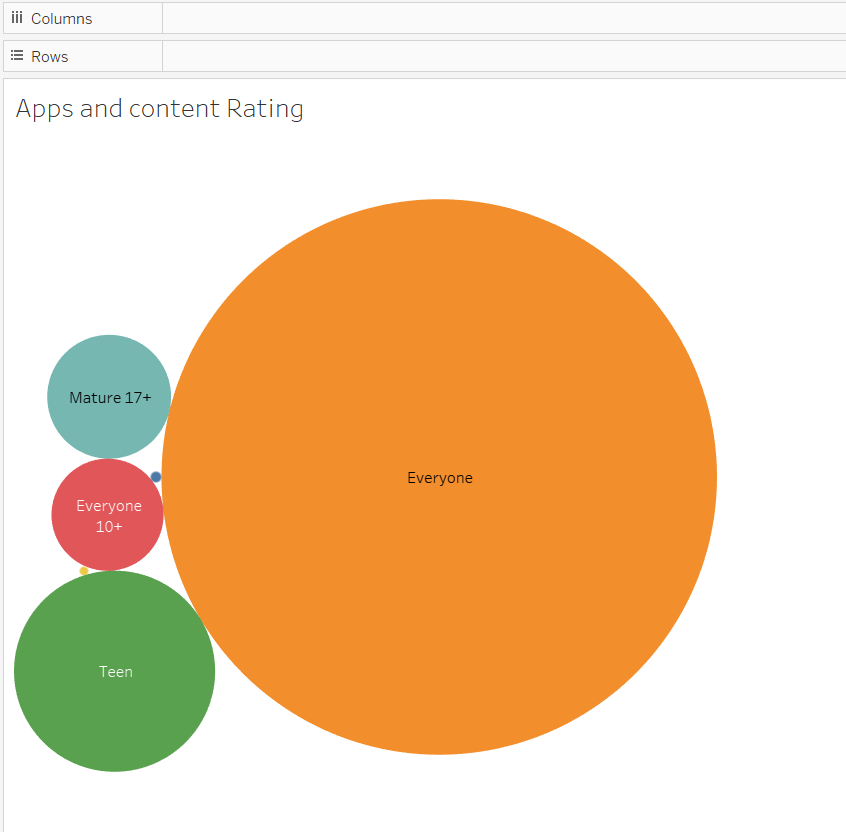 Columns
Rows
Apps and content Rating
Mature 17+
Everyone
Everyone
10+
Teen